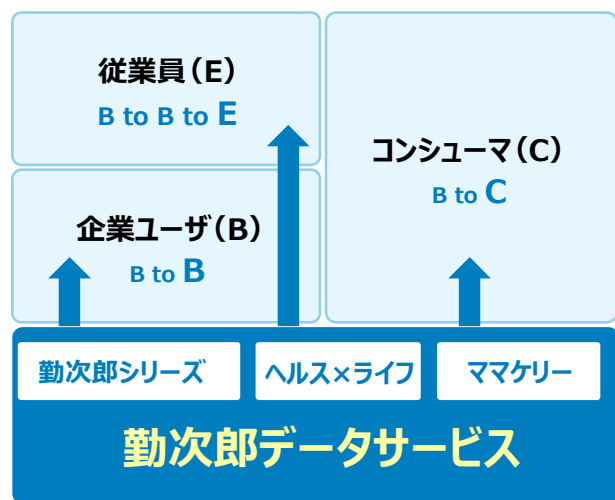 従業員（E）
B to B to E
企業ユーザ（B）
B to B
コンシューマ（C）
B to C
勤次郎シリーズ
ヘルス×ライフ
ママケリー
勤次郎データサービス